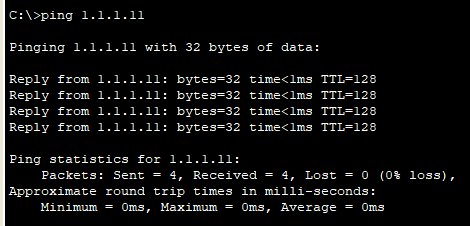 C:\>ping 1.1.1.11
Pinging 1.1.1.11 with 32 bytes of data:
Reply from 1.1.1.11: bytes=32 time<1ms TTL=128
Reply from 1.1.1.11: bytes=32 time<1ms TTL=128
Reply from 1.1.1.11: bytes=32 time<1ms TTL=128
Reply from 1.1.1.11: bytes=32 time<1ms TTL=128
Ping statistics for 1.1.1.11:
Packets: Sent = 4, Received = 4, Lost = 0 (0% loss),
Approximate round trip times in milli-seconds:
Minimum = 0ms, Maximum = 0ms, Average = 0ms